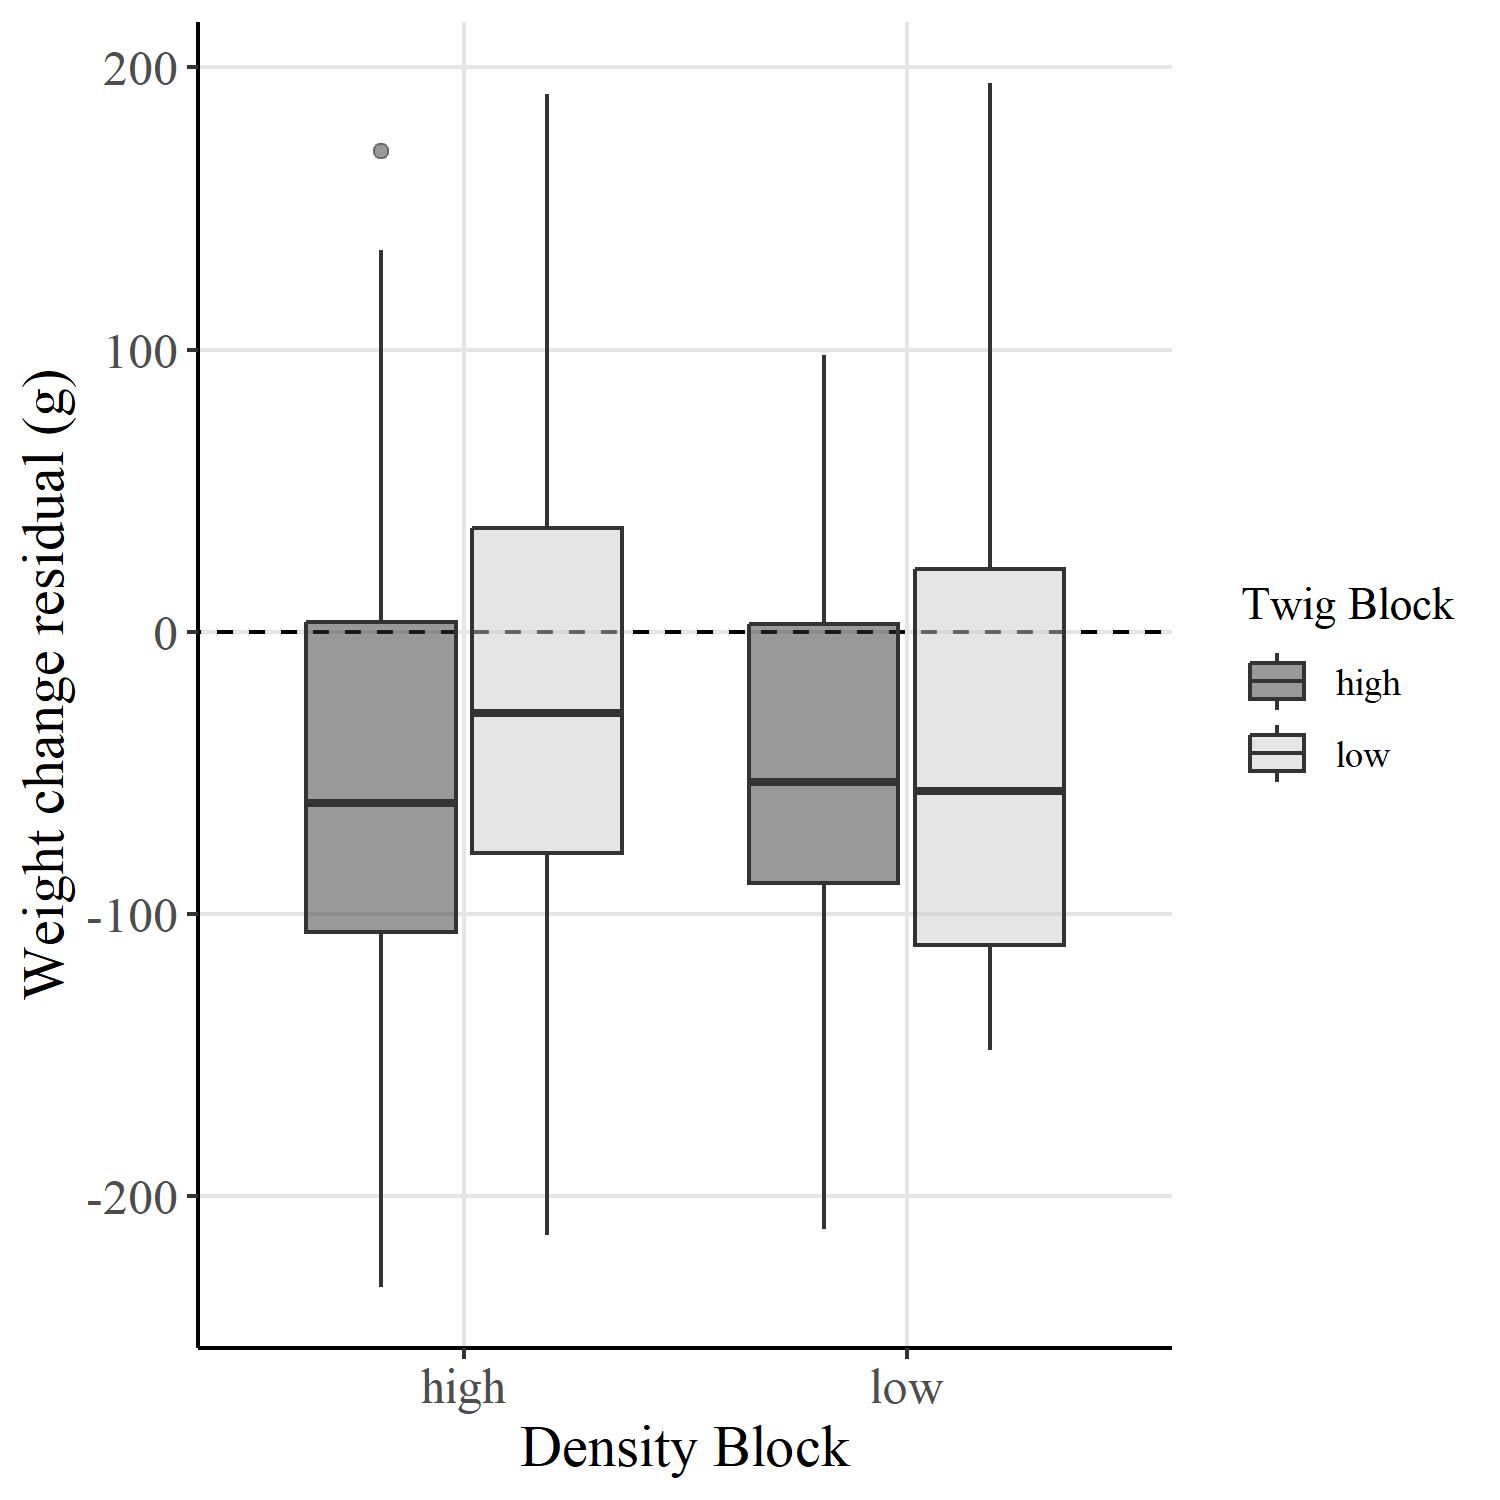 Weight change residual (g)
200
100
0
-100
-200
high
low
Density Block
Twig Block
high
low